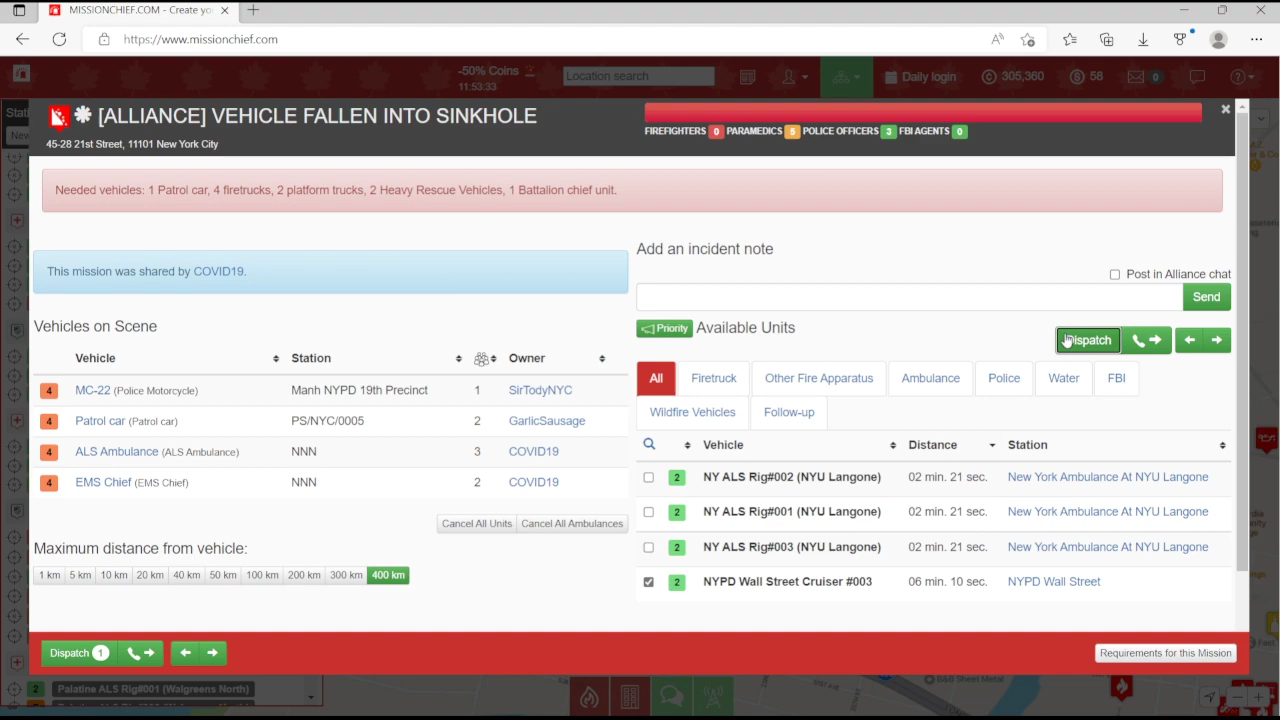 MISSIONCHIEF.COM - Create yo
https://www.missionchief.com
-50% Coins
11:53:33
Location search
Daily login
305,360
58
0
[ALLIANCE] VEHICLE FALLEN INTO SINKHOLE
45-28 21st Street, 11101 New York City
FIREFIGHTERS 0 PARAMEDICS 5 POLICE OFFICERS 3 FBI AGENTS 0
Needed vehicles: 1 Patrol car, 4 firetrucks, 2 platform trucks, 2 Heavy Rescue Vehicles, 1 Battalion chief unit.
This mission was shared by COVID19.
Vehicles on Scene
Vehicle Station Owner
4 MC-22 (Police Motorcycle) Manh NYPD 19th Precinct 1 SirTodyNYC
4 Patrol car (Patrol car) PS/NYC/0005 2 GarlicSausage
4 ALS Ambulance (ALS Ambulance) NNN 3 COVID19
4 EMS Chief (EMS Chief) NNN 2 COVID19
Cancel All Units Cancel All Ambulances
Maximum distance from vehicle:
1 km 5 km 10 km 20 km 40 km 50 km 100 km 200 km 300 km 400 km
Add an incident note
Post in Alliance chat
Send
Priority Available Units
Dispatch
All Firetruck Other Fire Apparatus Ambulance Police Water FBI
Wildfire Vehicles Follow-up
Vehicle Distance Station
2 NY ALS Rig#002 (NYU Langone) 02 min. 21 sec. New York Ambulance At NYU Langone
2 NY ALS Rig#001 (NYU Langone) 02 min. 21 sec. New York Ambulance At NYU Langone
2 NY ALS Rig#003 (NYU Langone) 02 min. 21 sec. New York Ambulance At NYU Langone
2 NYPD Wall Street Cruiser #003 06 min. 10 sec. NYPD Wall Street
Dispatch 1
Requirements for this Mission
2 Palatine ALS Rig#001 (Walgreens North)
B&B Sheet Metal